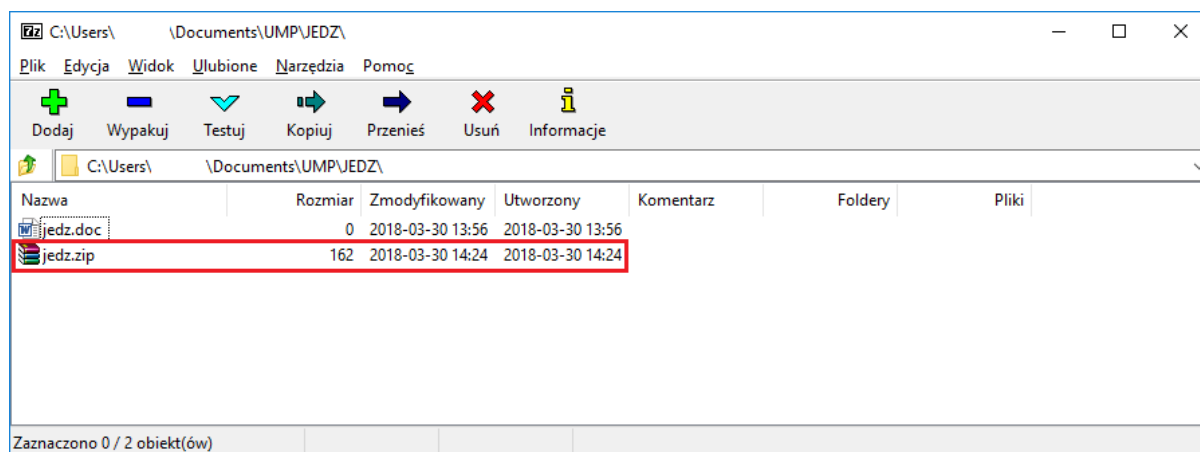 7z C:\Users\ \Documents\UMP\JEDZ\
Plik Edycja Widok Ulubione Narzędzia Pomoc
Dodaj Wypakuj Testuj Kopiuj Przenieś Usuń Informacje
C:\Users\ \Documents\UMP\JEDZ\
Nazwa Rozmiar Zmodyfikowany Utworzony Komentarz Foldery Pliki
jedz.doc 0 2018-03-30 13:56 2018-03-30 13:56
jedz.zip 162 2018-03-30 14:24 2018-03-30 14:24
Zaznaczono 0 / 2 obiekt(ów)